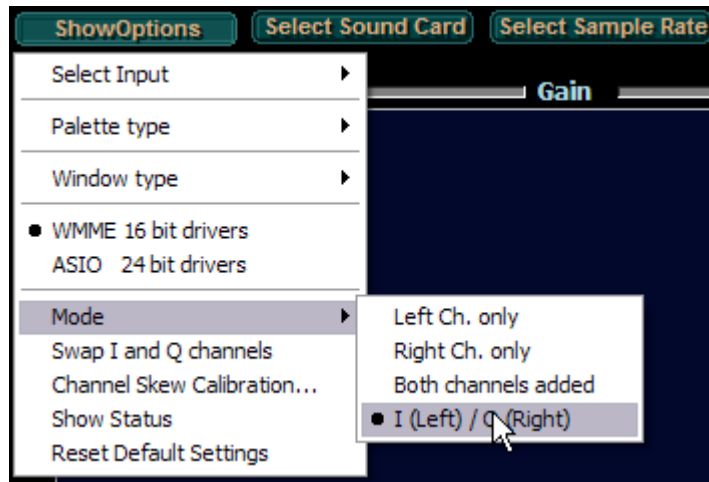 ShowOptions Select Sound Card Select Sample Rate
Gain
Select Input
Palette type
Window type
WMME 16 bit drivers
ASIO 24 bit drivers
Mode
Swap I and Q channels
Channel Skew Calibration...
Show Status
Reset Default Settings
Left Ch. only
Right Ch. only
Both channels added
I (Left) / Q (Right)